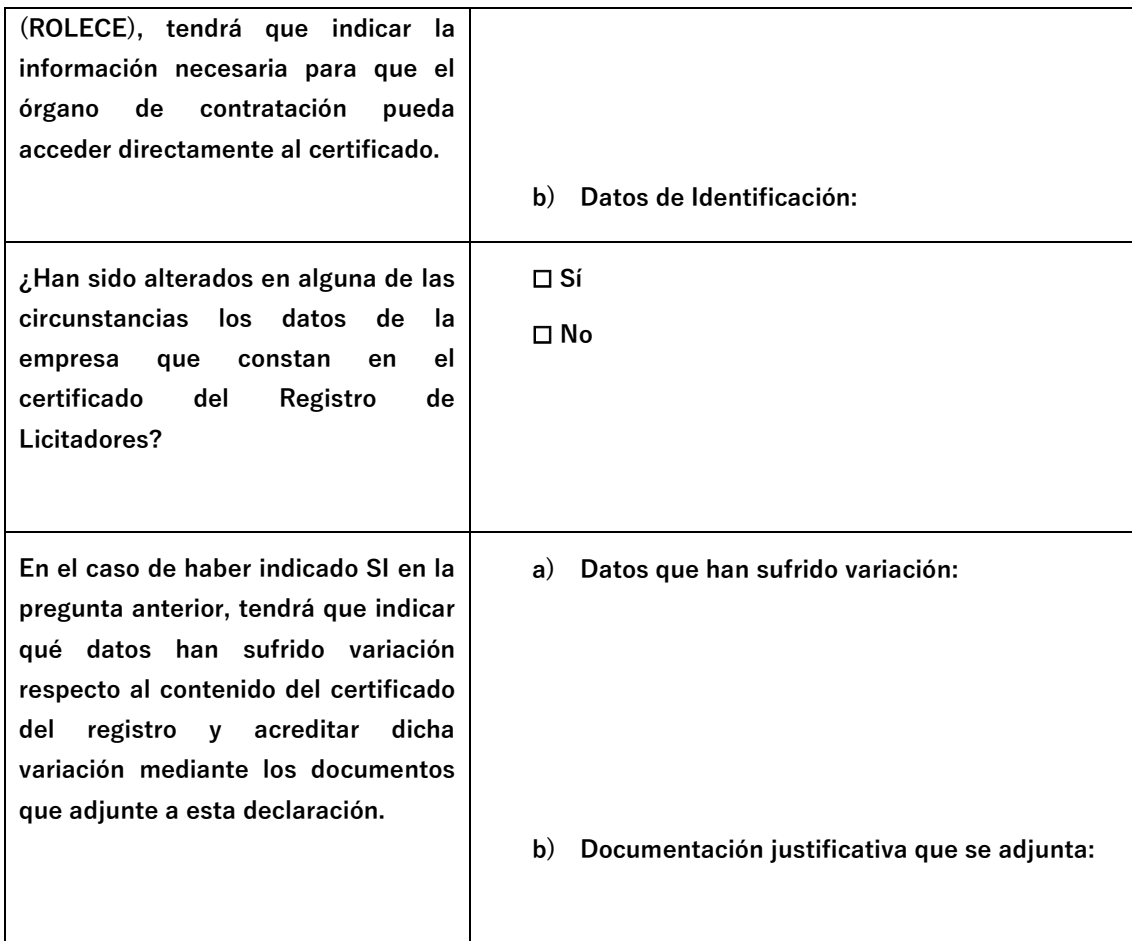 (ROLECE), tendrá que indicar la
información necesaria para que el
órgano de contratación pueda
acceder directamente al certificado.
b) Datos de Identificación:
¿Han sido alterados en alguna de las
circunstancias los datos de la
empresa que constan en el
certificado del Registro de
Licitadores?
☐ Sí
☐ No
En el caso de haber indicado SI en la
pregunta anterior, tendrá que indicar
qué datos han sufrido variación
respecto al contenido del certificado
del registro y acreditar dicha
variación mediante los documentos
que adjunte a esta declaración.
a) Datos que han sufrido variación:
b) Documentación justificativa que se adjunta: